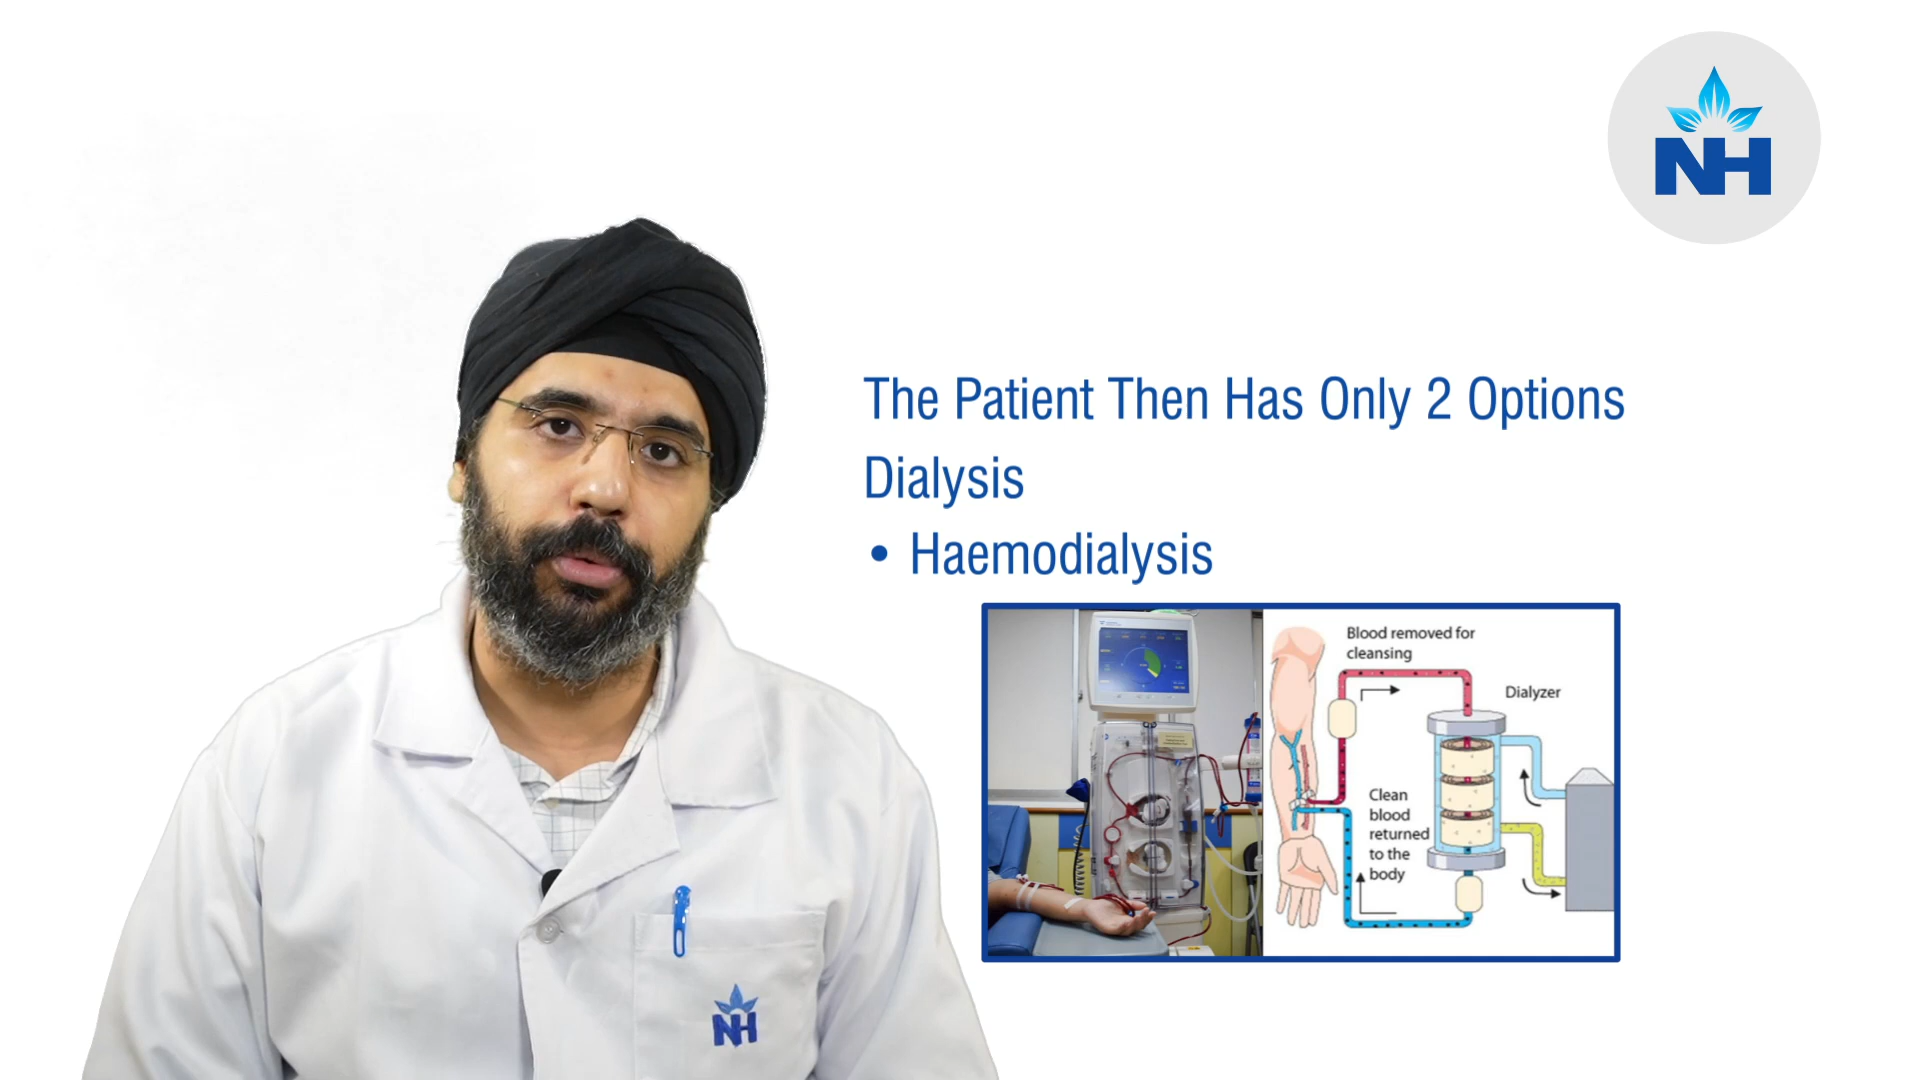 NH
The Patient Then Has Only 2 Options
Dialysis
• Haemodialysis
Blood removed for
cleansing
Dialyzer
Clean
blood
returned
to the
body
NH